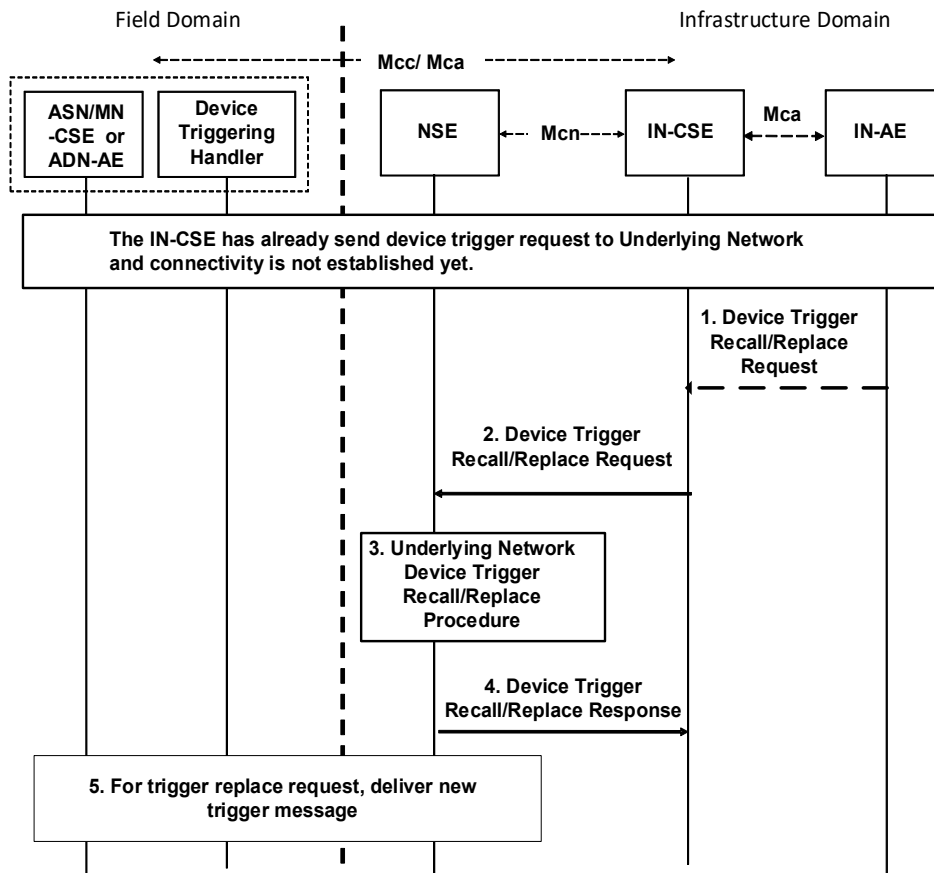 Field Domain
Infrastructure Domain
Mcc/ Mca
ASN/MN
-CSE or
ADN-AE
Device
Triggering
Handler
NSE
Mcn
IN-CSE
Mca
IN-AE
The IN-CSE has already send device trigger request to Underlying Network
and connectivity is not established yet.
1. Device Trigger
Recall/Replace
Request
2. Device Trigger
Recall/Replace Request
3. Underlying Network
Device Trigger
Recall/Replace
Procedure
4. Device Trigger
Recall/Replace Response
5. For trigger replace request, deliver new
trigger message